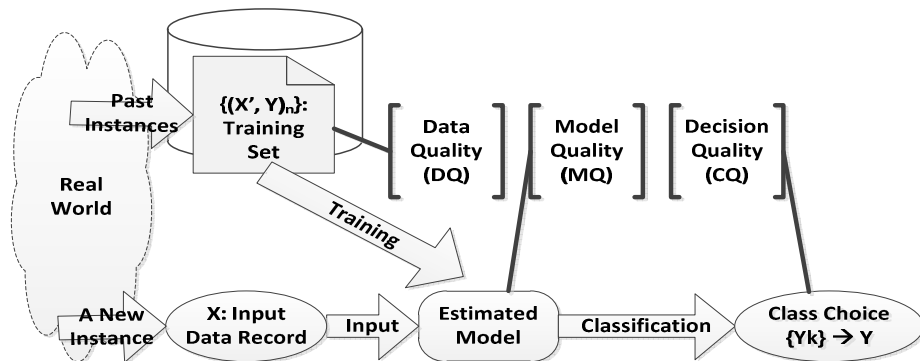 Real
World
Past
Instances
{(X’, Y)ₙ}:
Training
Set
Data
Quality
(DQ)
Model
Quality
(MQ)
Decision
Quality
(CQ)
Training
A New
Instance
X: Input
Data Record
Input
Estimated
Model
Classification
Class Choice
{Yk} → Y